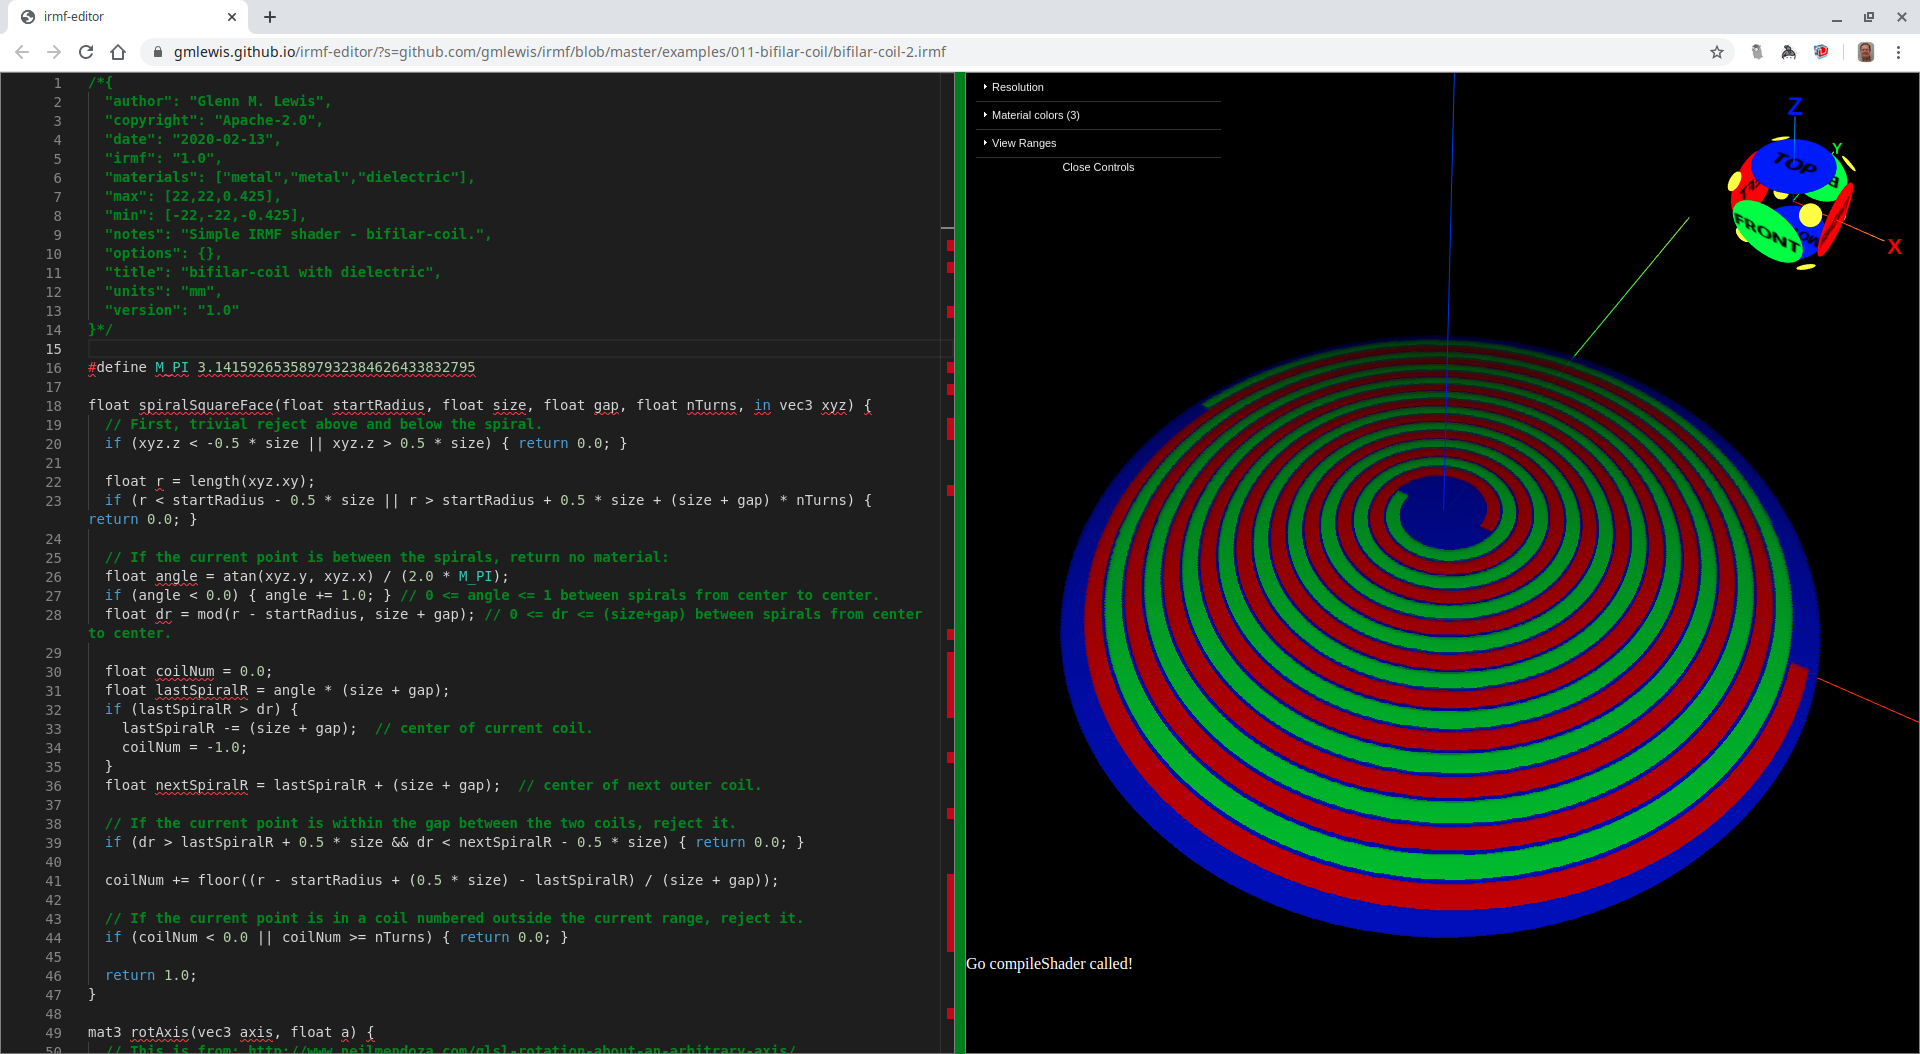 irmf-editor
gmlewis.github.io/irmf-editor/?s=github.com/gmlewis/irmf/blob/master/examples/011-bifilar-coil/bifilar-coil-2.irmf
1 /*{
2 "author": "Glenn M. Lewis",
3 "copyright": "Apache-2.0",
4 "date": "2020-02-13",
5 "irmf": "1.0",
6 "materials": ["metal","metal","dielectric"],
7 "max": [22,22,0.425],
8 "min": [-22,-22,-0.425],
9 "notes": "Simple IRMF shader - bifilar-coil.",
10 "options": {},
11 "title": "bifilar-coil with dielectric",
12 "units": "mm",
13 "version": "1.0"
14 }*/
15
16 #define M_PI 3.1415926535897932384626433832795
17
18 float spiralSquareFace(float startRadius, float size, float gap, float nTurns, in vec3 xyz) {
19 // First, trivial reject above and below the spiral.
20 if (xyz.z < -0.5 * size || xyz.z > 0.5 * size) { return 0.0; }
21
22 float r = length(xyz.xy);
23 if (r < startRadius - 0.5 * size || r > startRadius + 0.5 * size + (size + gap) * nTurns) {
return 0.0; }
24
25 // If the current point is between the spirals, return no material:
26 float angle = atan(xyz.y, xyz.x) / (2.0 * M_PI);
27 if (angle < 0.0) { angle += 1.0; } // 0 <= angle <= 1 between spirals from center to center.
28 float dr = mod(r - startRadius, size + gap); // 0 <= dr <= (size+gap) between spirals from center
to center.
29
30 float coilNum = 0.0;
31 float lastSpiralR = angle * (size + gap);
32 if (lastSpiralR > dr) {
33 lastSpiralR -= (size + gap);  // center of current coil.
34 coilNum = -1.0;
35 }
36 float nextSpiralR = lastSpiralR + (size + gap);  // center of next outer coil.
37
38 // If the current point is within the gap between the two coils, reject it.
39 if (dr > lastSpiralR + 0.5 * size && dr < nextSpiralR - 0.5 * size) { return 0.0; }
40
41 coilNum += floor((r - startRadius + (0.5 * size) - lastSpiralR) / (size + gap));
42
43 // If the current point is in a coil numbered outside the current range, reject it.
44 if (coilNum < 0.0 || coilNum >= nTurns) { return 0.0; }
45
46 return 1.0;
47 }
48
49 mat3 rotAxis(vec3 axis, float a) {
50 // This is from: http://www.neilmendoza.com/glsl-rotation-about-an-arbitrary-axis/
Resolution
Material colors (3)
View Ranges
Close Controls
Z
Y
TOP
FRONT
X
Go compileShader called!